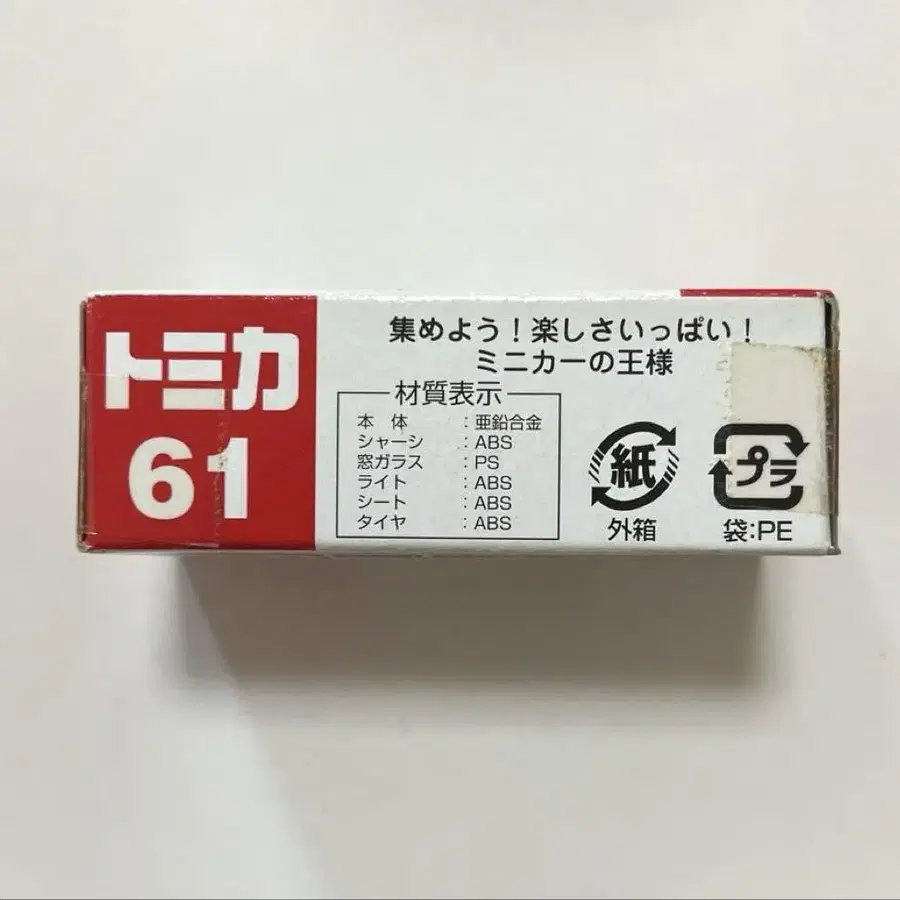 トミカ
61
集めよう!楽しさいっぱい!
ミニカーの王様
材質表示
本 体 :亜鉛合金
シャーシ :ABS
窓ガラス :PS
ライト :ABS
シート :ABS
タイヤ :ABS
紙
外箱
プラ
袋:PE